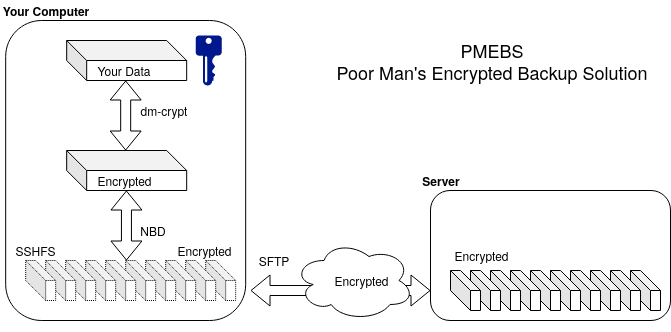 Your Computer
PMEBS
Poor Man's Encrypted Backup Solution
Your Data
dm-crypt
Encrypted
NBD
SSHFS
Encrypted
SFTP
Encrypted
Server
Encrypted